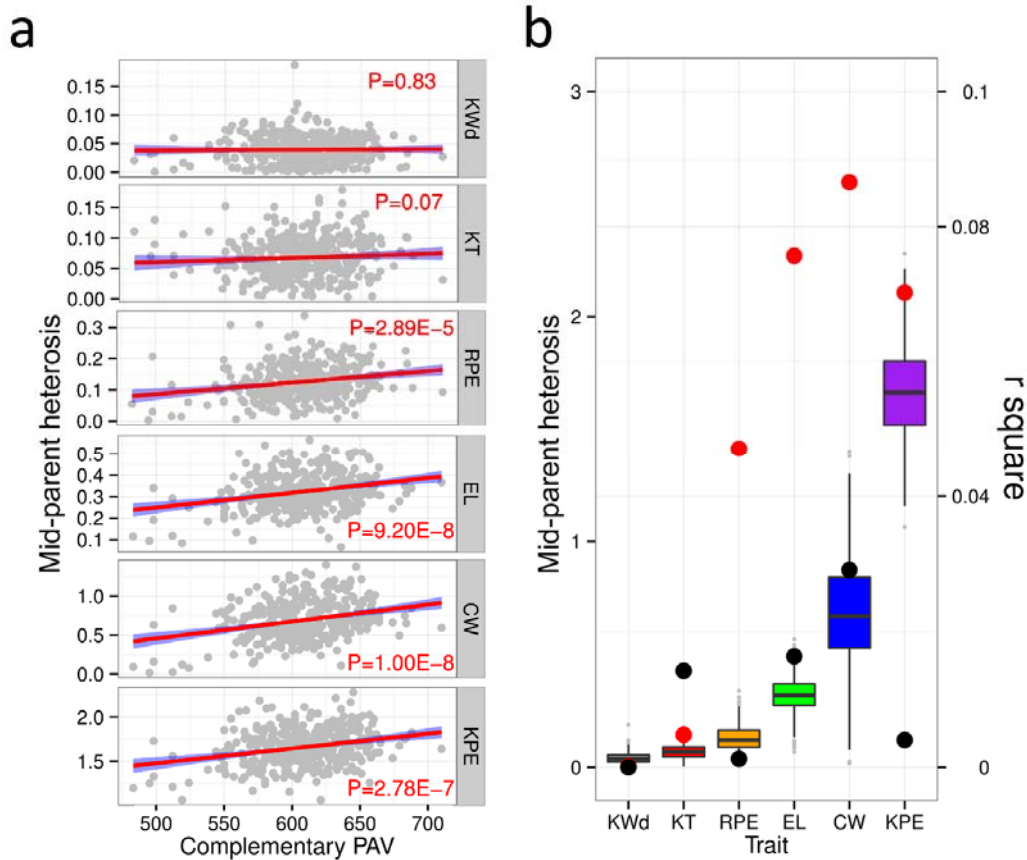 a
b
Mid-parent heterosis
0.15
0.10
0.05
0.00
P=0.83
KWd
0.15
0.10
0.05
0.00
P=0.07
KT
0.3
0.2
0.1
0.0
P=2.89E-5
RPE
0.5
0.4
0.3
0.2
0.1
P=9.20E-8
EL
1.0
0.5
0.0
P=1.00E-8
CW
2.0
1.5
P=2.78E-7
KPE
500 550 600 650 700
Complementary PAV
Mid-parent heterosis
3
2
1
0
0.1
0.08
0.04
0
r square
KWd KT RPE EL CW KPE
Trait